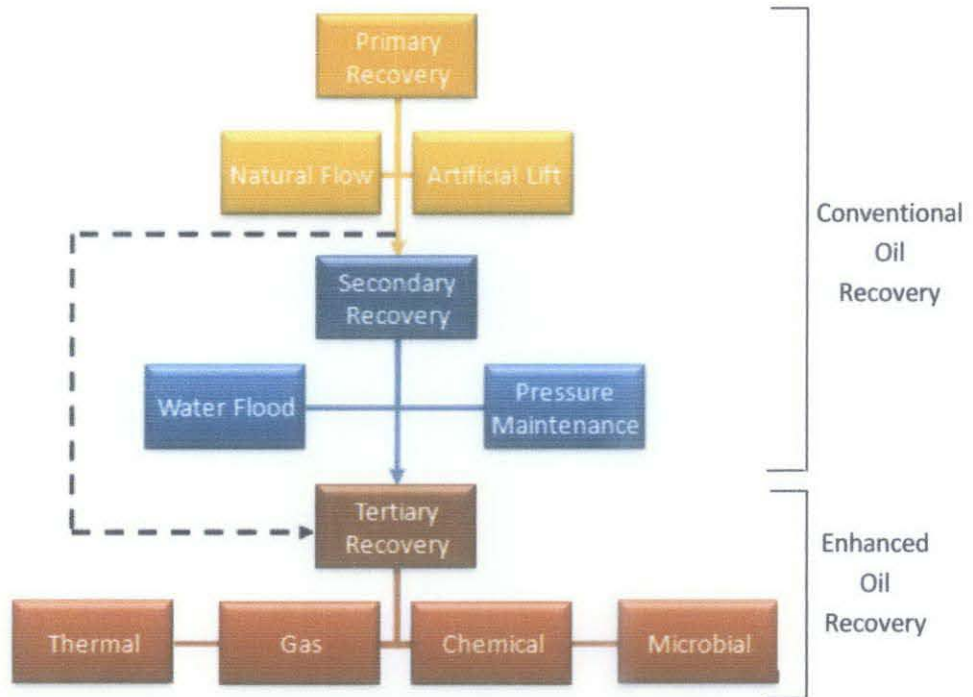 Primary
Recovery
Natural Flow
Artificial Lift
Conventional
Oil
Recovery
Secondary
Recovery
Water Flood
Pressure
Maintenance
Tertiary
Recovery
Enhanced
Oil
Recovery
Thermal
Gas
Chemical
Microbial